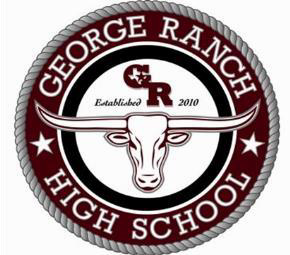 GEORGE RANCH
GR
Established 2010
HIGH SCHOOL